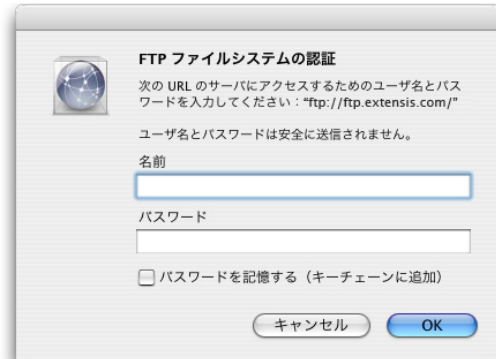 FTP ファイルシステムの認証
次の URL のサーバにアクセスするためのユーザ名とパス
ワードを入力してください："ftp://ftp.extensis.com/"
ユーザ名とパスワードは安全に送信されません。
名前
パスワード
パスワードを記憶する（キーチェーンに追加）
キャンセル
OK